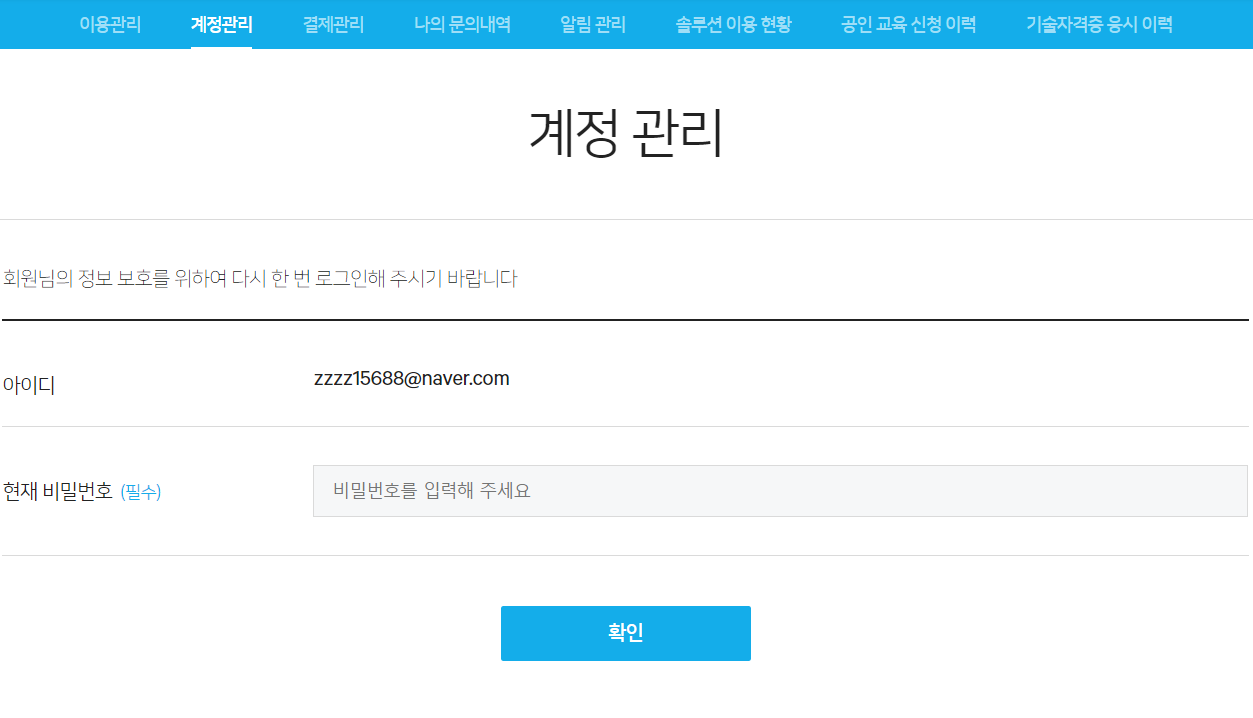 이용관리 계정관리 결제관리 나의 문의내역 알림 관리 솔루션 이용 현황 공인 교육 신청 이력 기술자격증 응시 이력
계정 관리
회원님의 정보 보호를 위하여 다시 한 번 로그인해 주시기 바랍니다
아이디 zzzz15688@naver.com
현재 비밀번호 (필수) 비밀번호를 입력해 주세요
확인